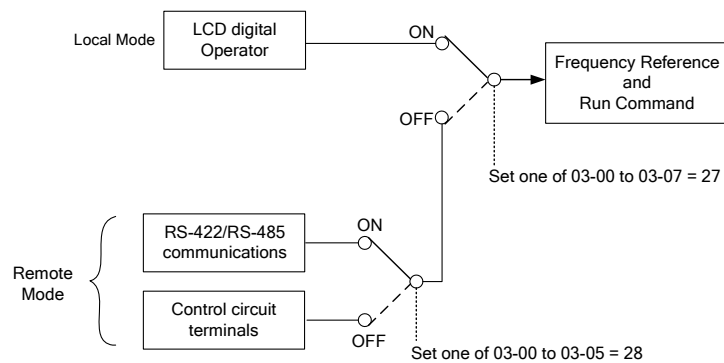 Local Mode
LCD digital
Operator
ON
Frequency Reference
and
Run Command
OFF
Set one of 03-00 to 03-07 = 27
Remote
Mode
RS-422/RS-485
communications
ON
Control circuit
terminals
OFF
Set one of 03-00 to 03-05 = 28